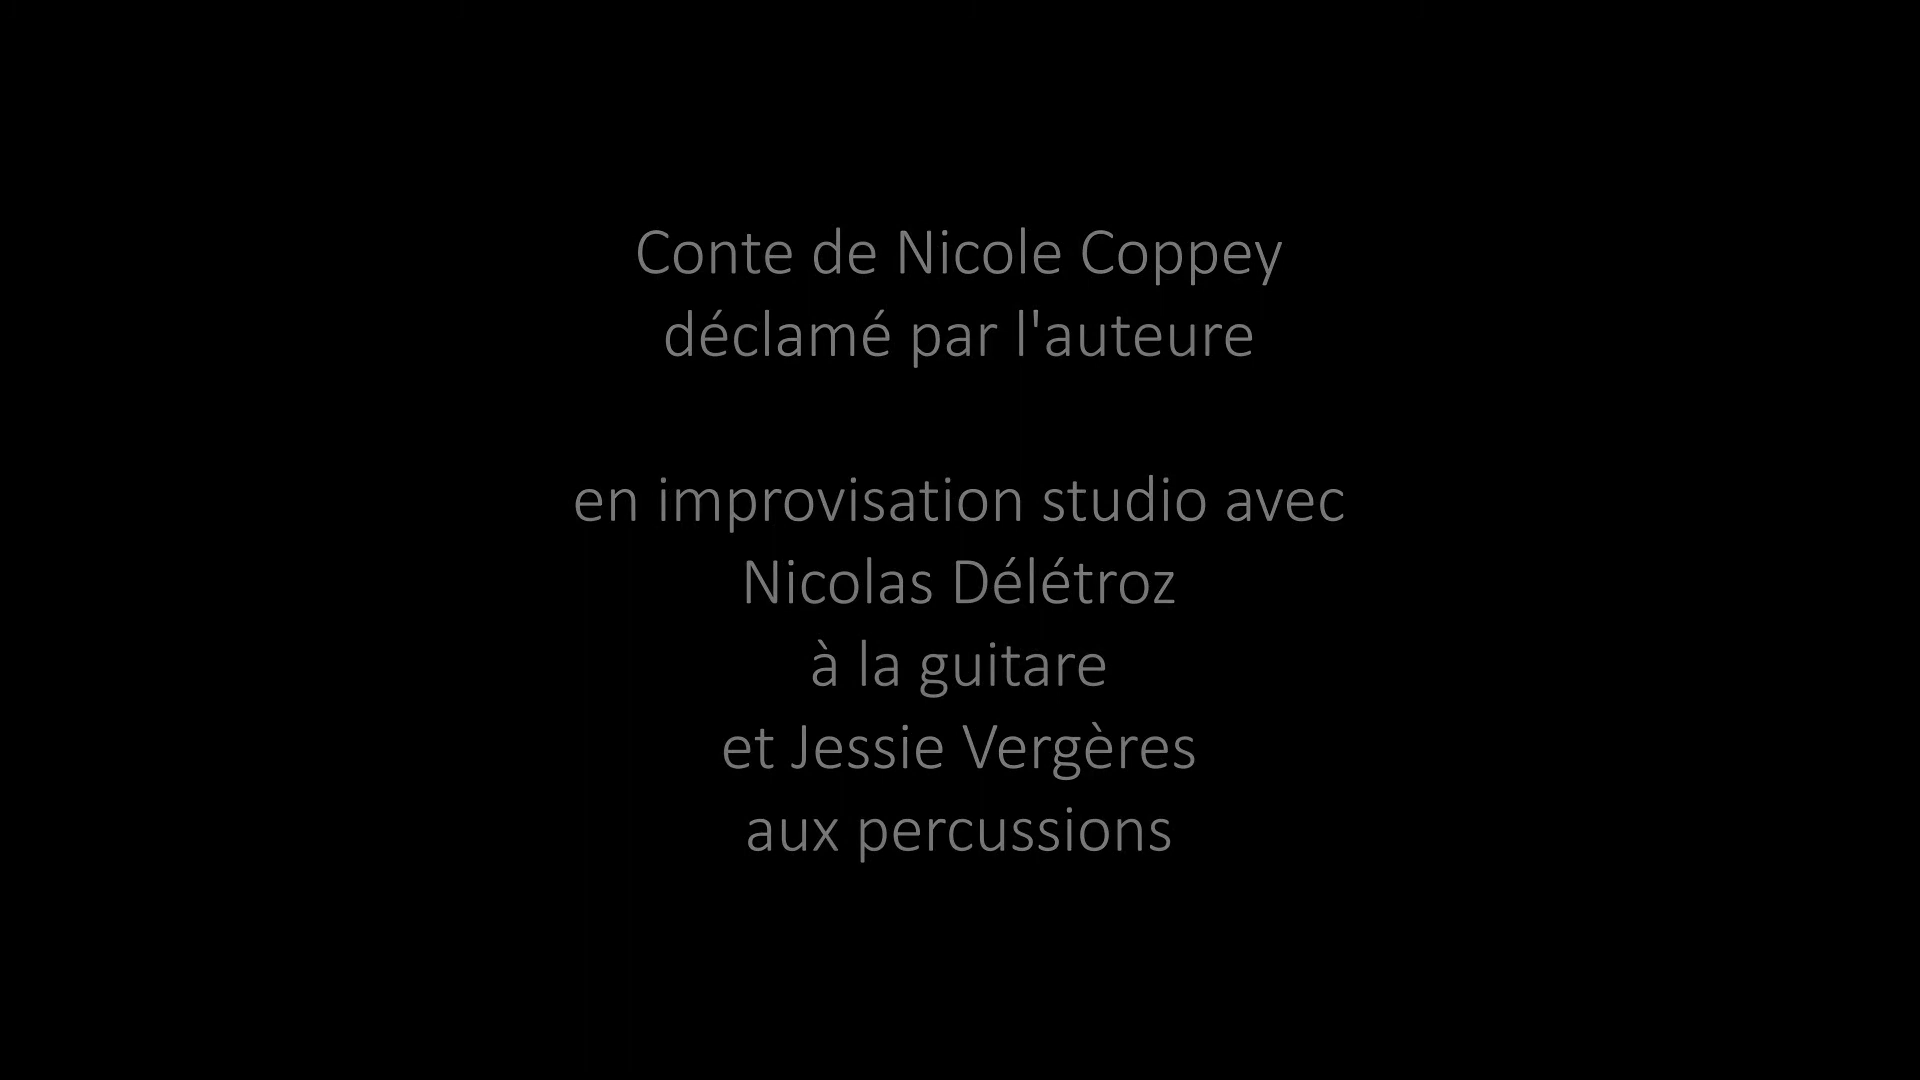 Conte de Nicole Coppey
déclamé par l'auteure
en improvisation studio avec
Nicolas Délétroz
à la guitare
et Jessie Vergères
aux percussions